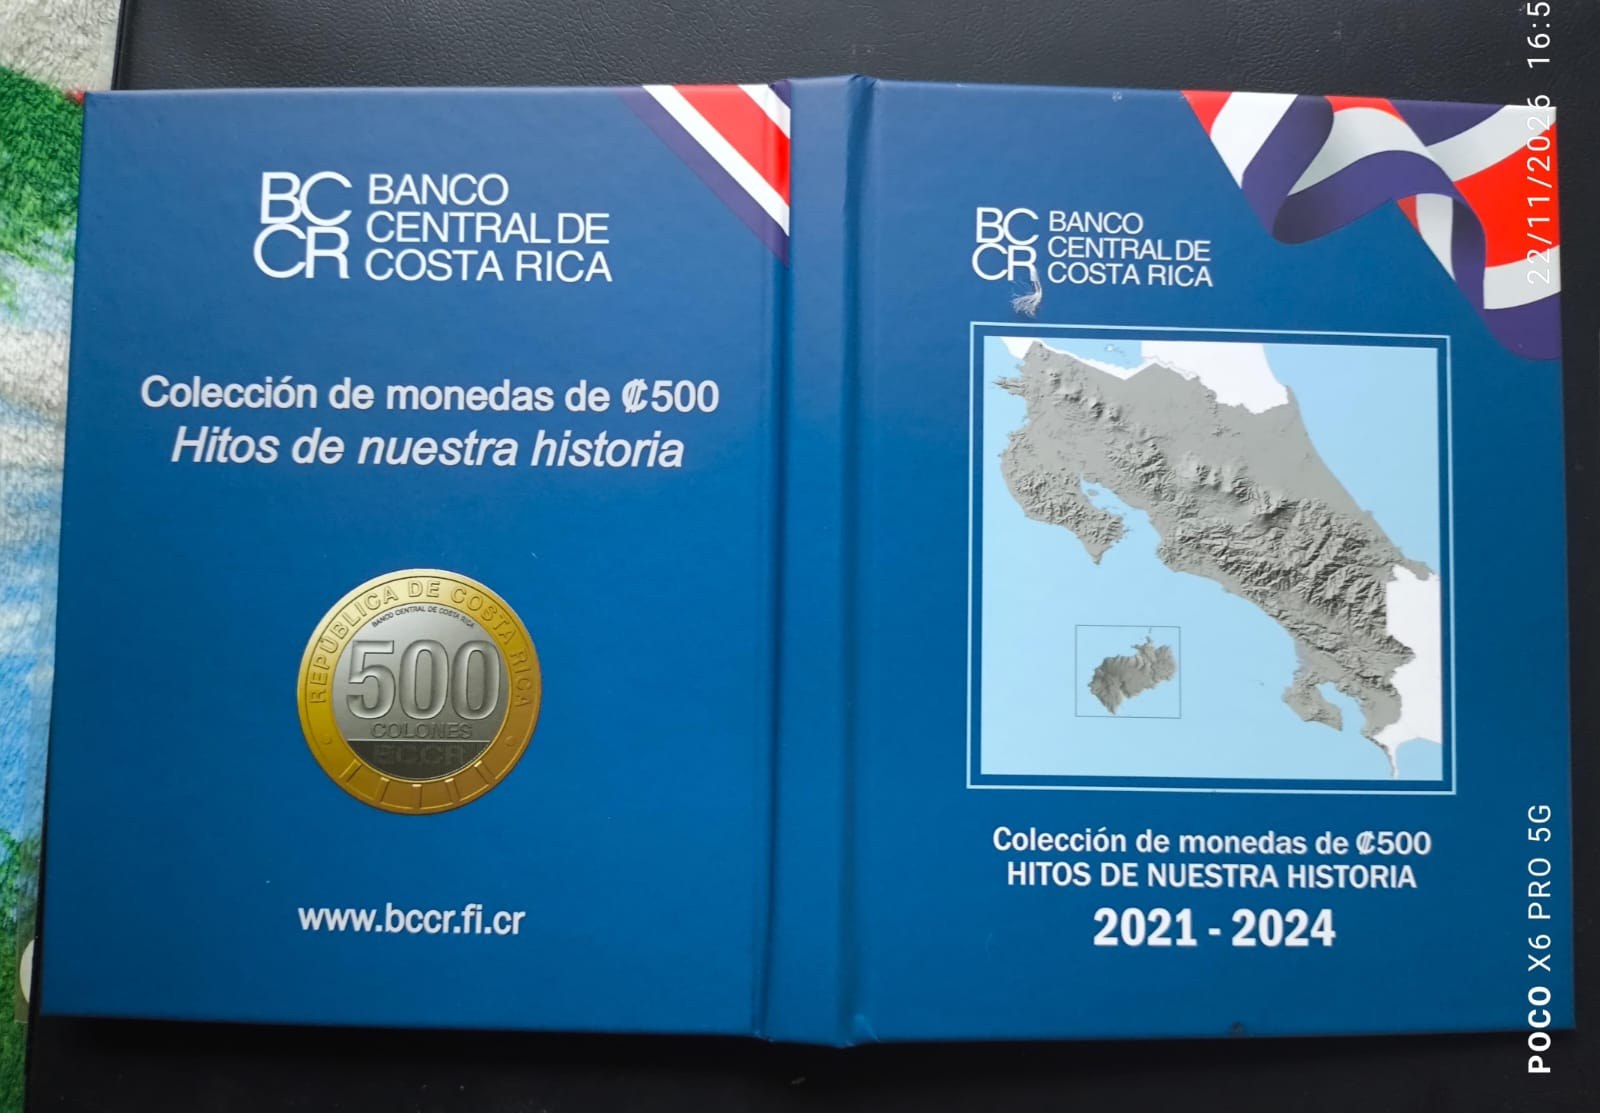 BC
CR
BANCO
CENTRAL DE
COSTA RICA
Colección de monedas de ₡500
Hitos de nuestra historia
REPÚBLICA DE COSTA RICA
BANCO CENTRAL DE COSTA RICA
500
COLONES
BCCR
www.bccr.fi.cr
BC
CR
BANCO
CENTRAL DE
COSTA RICA
Colección de monedas de ₡500
HITOS DE NUESTRA HISTORIA
2021 - 2024
POCO X6 PRO 5G
22/11/2026 16:5